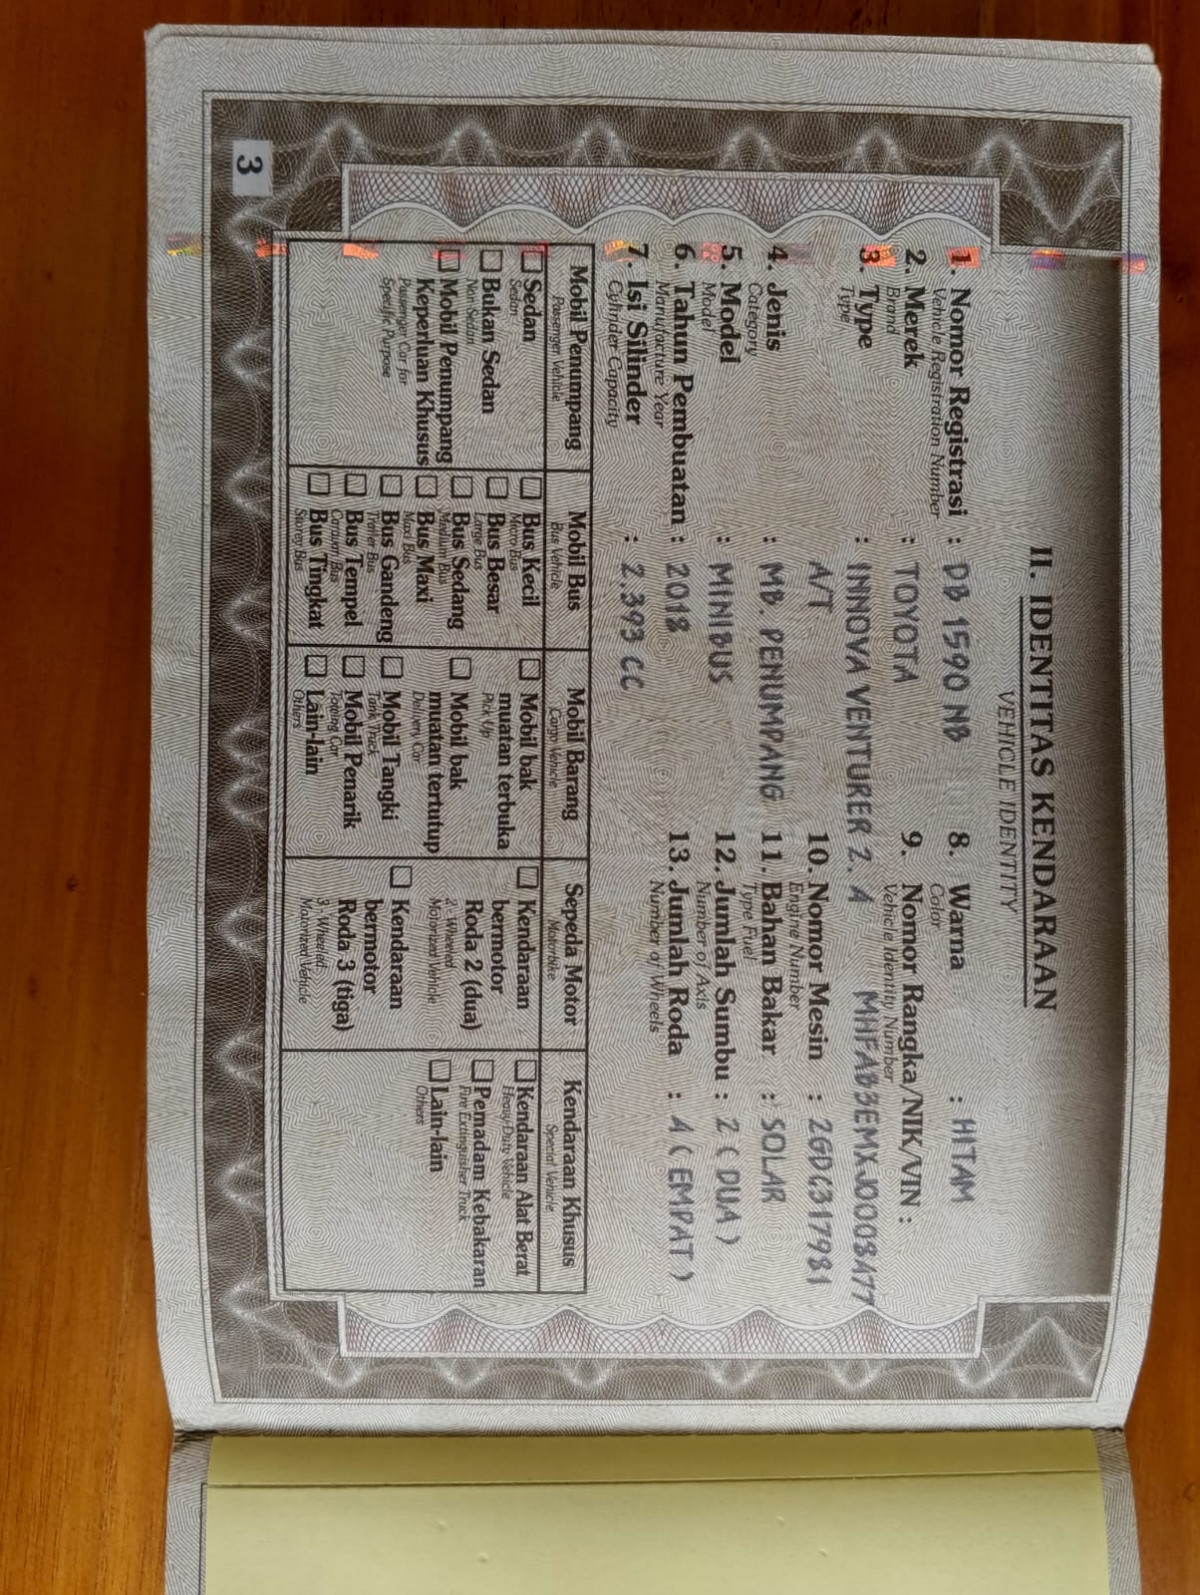 II. IDENTITAS KENDARAAN
VEHICLE IDENTITY
1. Nomor Registrasi : DB 1590 NB
Vehicle Registration Number
2. Merek : TOYOTA
Brand
3. Type : INNOVA VENTURER 2. 4
Type
A/T
4. Jenis : MB. PENUMPANG
Category
5. Model : MINIBUS
Model
6. Tahun Pembuatan : 2018
Manufacture Year
7. Isi Silinder : 2.393 CC
Cylinder Capacity
8. Warna : HITAM
Color
9. Nomor Rangka/NIK/VIN :
Vehicle Identity Number
MHFAB3EMXJ0008477
10. Nomor Mesin : 2GDC317981
Engine Number
11. Bahan Bakar : SOLAR
Type Fuel
12. Jumlah Sumbu : 2 ( DUA )
Number of Axis
13. Jumlah Roda : 4 ( EMPAT )
Number of Wheels
Mobil Penumpang
Passenger Vehicle
Sedan
Sedan
Bukan Sedan
Non Sedan
Mobil Penumpang
Keperluan Khusus
Passenger Car for
Specific Purpose
Mobil Bus
Bus Vehicle
Bus Kecil
Micro Bus
Bus Besar
Large Bus
Bus Sedang
Medium Bus
Bus Maxi
Maxi Bus
Bus Gandeng
Trailer Bus
Bus Tempel
Caravan Bus
Bus Tingkat
Storey Bus
Mobil Barang
Cargo Vehicle
Mobil bak
muatan terbuka
Pick Up
Mobil bak
muatan tertutup
Delivery Car
Mobil Tangki
Tank Truck
Mobil Penarik
Towing Car
Lain-lain
Others
Sepeda Motor
Motorbike
Kendaraan
bermotor
Roda 2 (dua)
2 - Wheeled
Motorized Vehicle
Kendaraan
bermotor
Roda 3 (tiga)
3 - Wheeled
Motorized Vehicle
Kendaraan Khusus
Special Vehicle
Kendaraan Alat Berat
Heavy-Duty Vehicle
Pemadam Kebakaran
Fire Extinguisher Truck
Lain-lain
Others
3